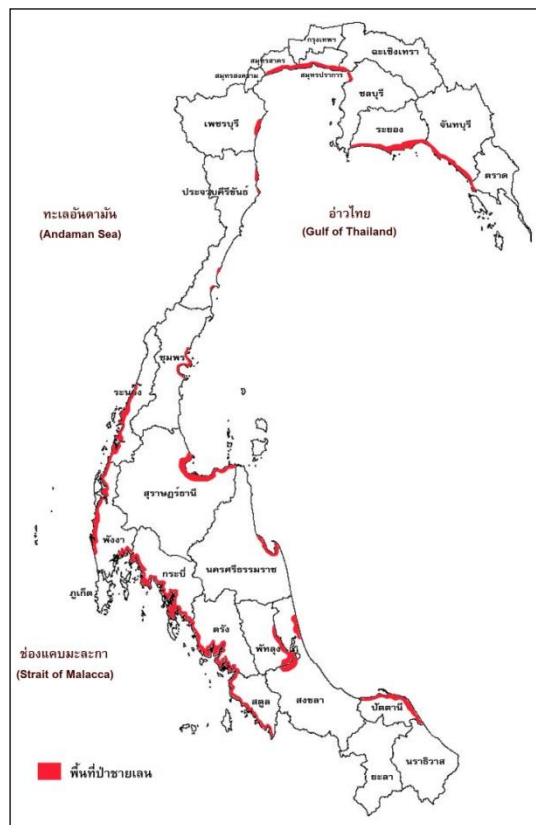 กรุงเทพฯ
ฉะเชิงเทรา
สมุทรสาคร
สมุทรสงคราม
สมุทรปราการ
ชลบุรี
เพชรบุรี
ระยอง
จันทบุรี
ตราด
ประจวบคีรีขันธ์
ทะเลอันดามัน
(Andaman Sea)
อ่าวไทย
(Gulf of Thailand)
ชุมพร
ระนอง
สุราษฎร์ธานี
พังงา
นครศรีธรรมราช
กระบี่
ภูเก็ต
ตรัง
พัทลุง
ช่องแคบมะละกา
(Strait of Malacca)
สตูล
สงขลา
ปัตตานี
ยะลา
นราธิวาส
พื้นที่ป่าชายเลน